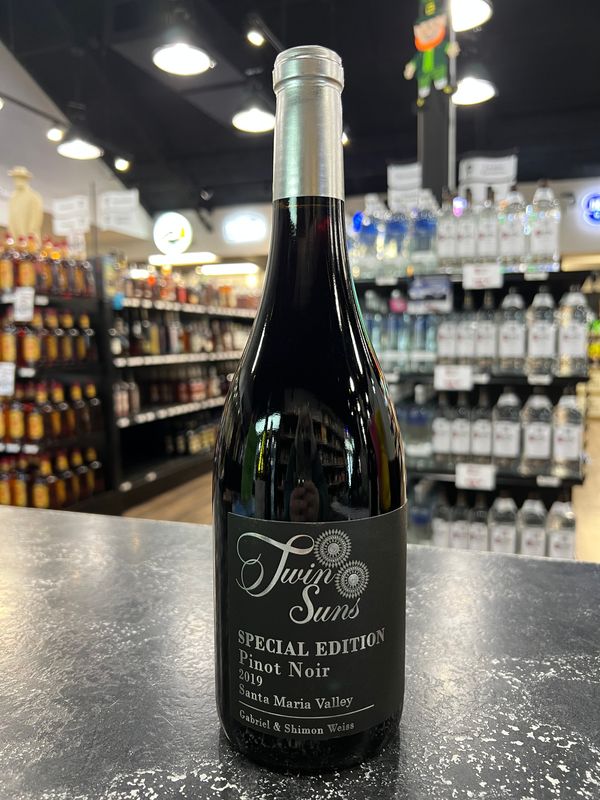 Twin
Suns
SPECIAL EDITION
Pinot Noir
2019
Santa Maria Valley
Gabriel & Shimon Weiss